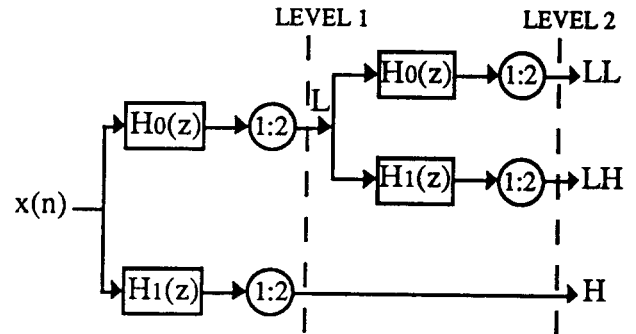 LEVEL 1
LEVEL 2
H0(z)
1:2
LL
L
H0(z)
1:2
H1(z)
1:2
LH
x(n)
H1(z)
1:2
H